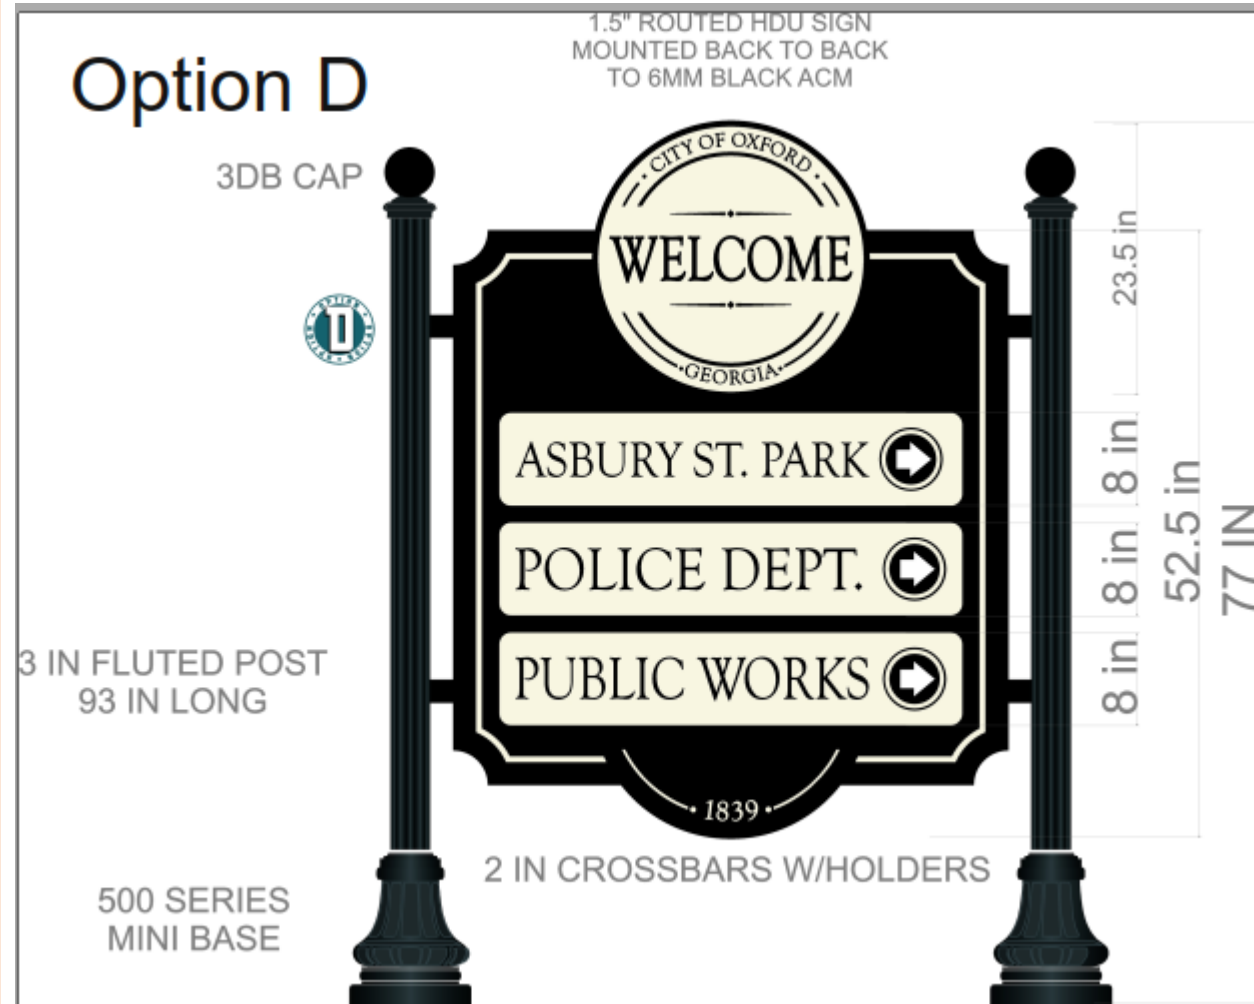 1.5" ROUTED HDU SIGN
MOUNTED BACK TO BACK
TO 6MM BLACK ACM
Option D
3DB CAP
· CITY OF OXFORD ·
WELCOME
· GEORGIA ·
OPTION
D
23.5 in
ASBURY ST. PARK
8 in
POLICE DEPT.
8 in
52.5 in
77 IN
PUBLIC WORKS
8 in
3 IN FLUTED POST
93 IN LONG
· 1839 ·
2 IN CROSSBARS W/HOLDERS
500 SERIES
MINI BASE